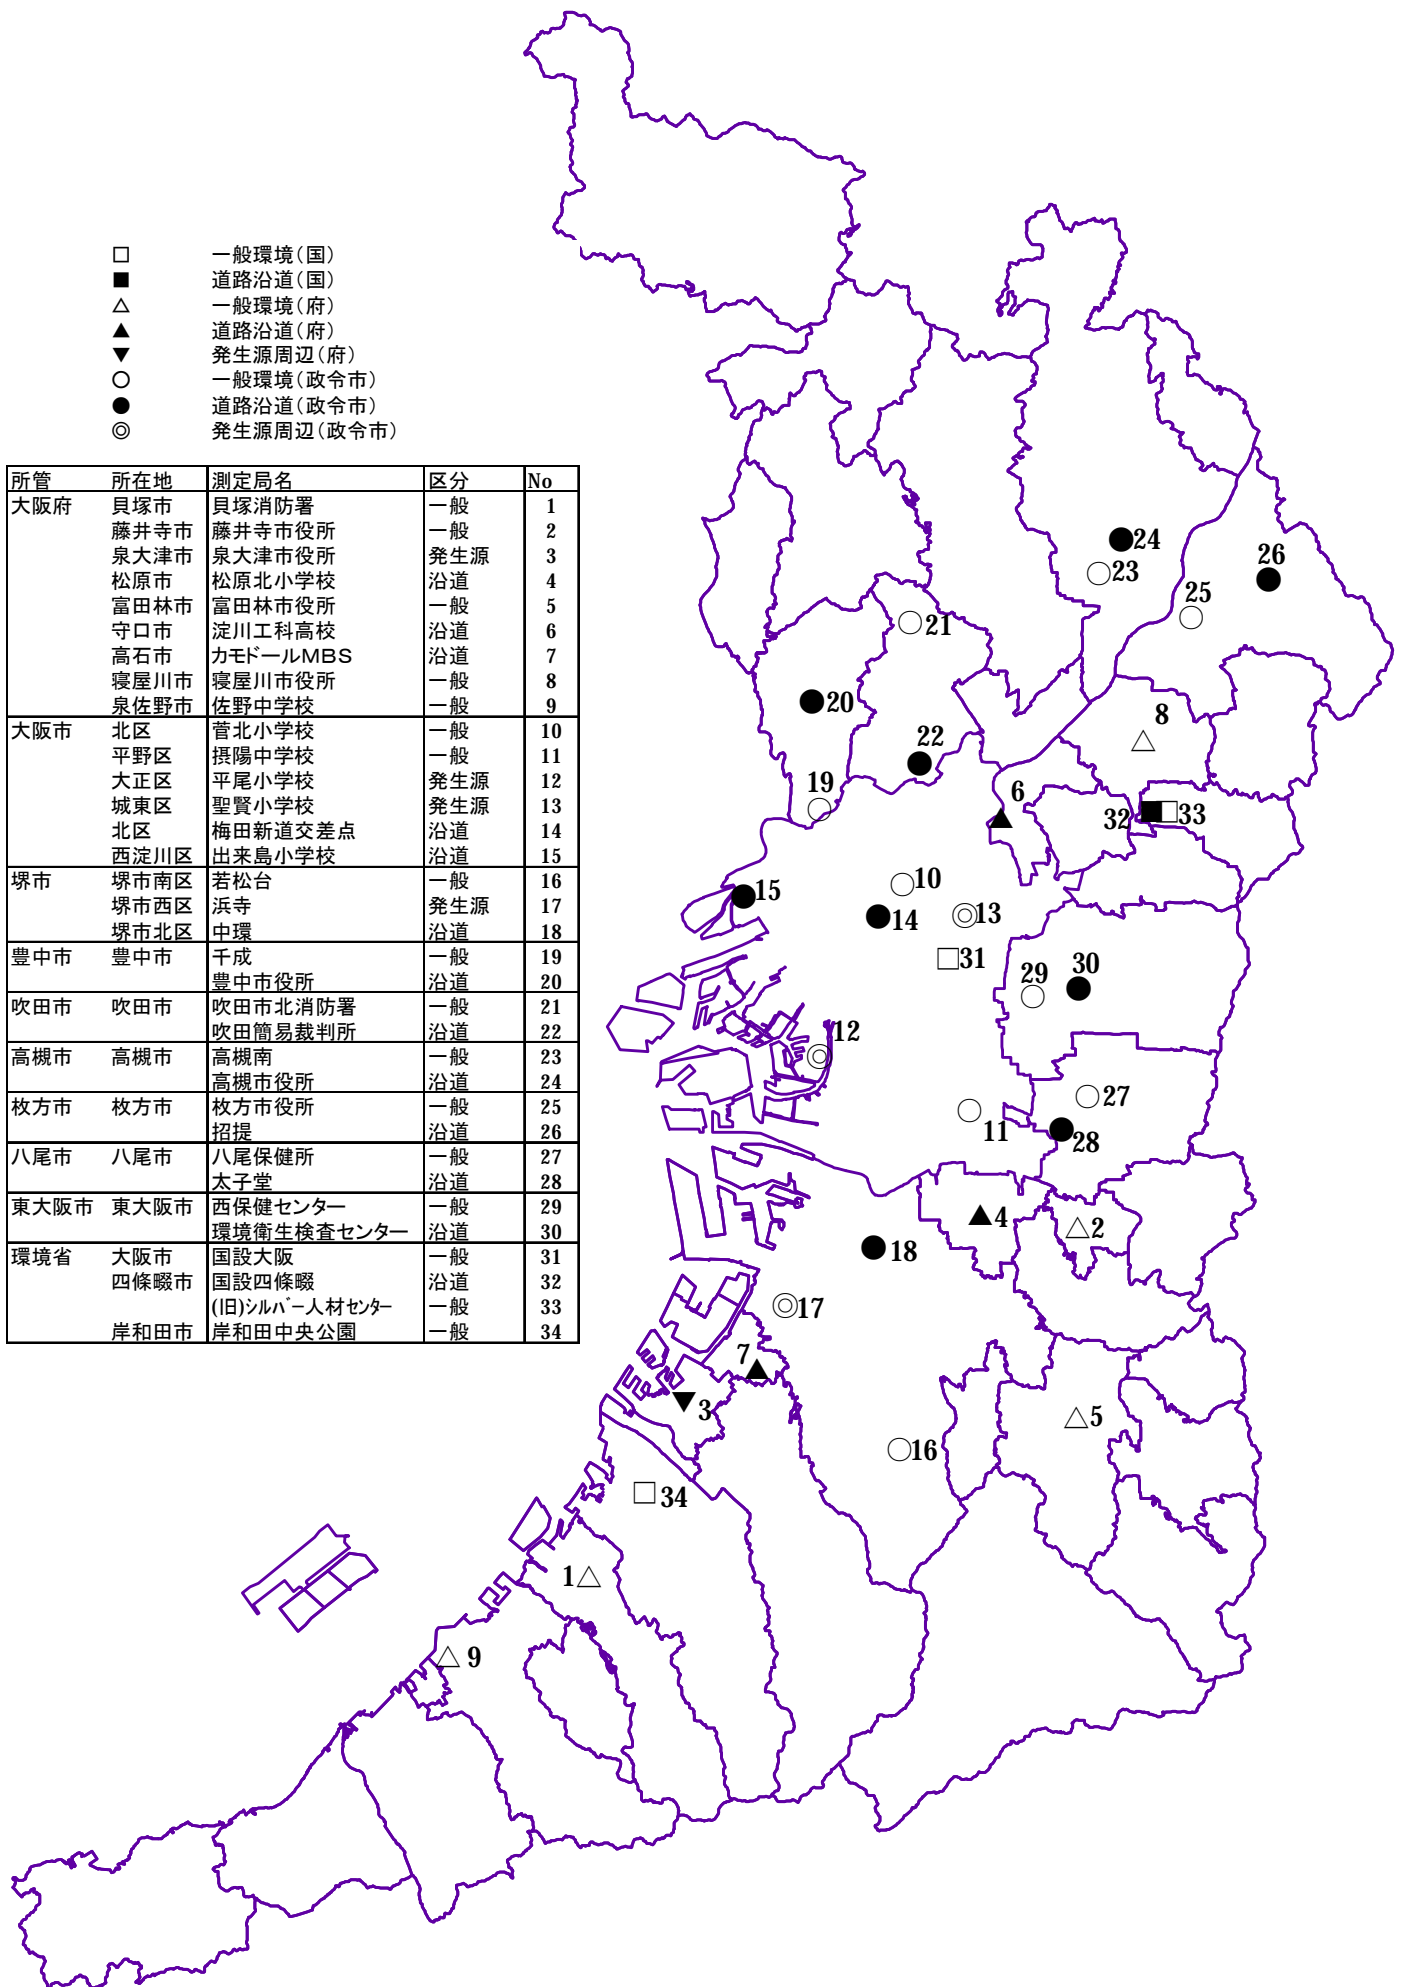 □ 一般環境(国)
■ 道路沿道(国)
△ 一般環境(府)
▲ 道路沿道(府)
▼ 発生源周辺(府)
○ 一般環境(政令市)
● 道路沿道(政令市)
◎ 発生源周辺(政令市)
所管 所在地 測定局名 区分 No
大阪府 貝塚市 貝塚消防署 一般 1
藤井寺市 藤井寺市役所 一般 2
泉大津市 泉大津市役所 発生源 3
松原市 松原北小学校 沿道 4
富田林市 富田林市役所 一般 5
守口市 淀川工科高校 沿道 6
高石市 カモドールMBS 沿道 7
寝屋川市 寝屋川市役所 一般 8
泉佐野市 佐野中学校 一般 9
大阪市 北区 菅北小学校 一般 10
平野区 摂陽中学校 一般 11
大正区 平尾小学校 発生源 12
城東区 聖賢小学校 発生源 13
北区 梅田新道交差点 沿道 14
西淀川区 出来島小学校 沿道 15
堺市 堺市南区 若松台 一般 16
堺市西区 浜寺 発生源 17
堺市北区 中環 沿道 18
豊中市 豊中市 千成 一般 19
豊中市役所 沿道 20
吹田市 吹田市 吹田市北消防署 一般 21
吹田簡易裁判所 沿道 22
高槻市 高槻市 高槻南 一般 23
高槻市役所 沿道 24
枚方市 枚方市 枚方市役所 一般 25
招提 沿道 26
八尾市 八尾市 八尾保健所 一般 27
太子堂 沿道 28
東大阪市 東大阪市 西保健センター 一般 29
環境衛生検査センター 沿道 30
環境省 大阪市 国設大阪 一般 31
四條畷市 国設四條畷 沿道 32
(旧)シルバー人材センター 一般 33
岸和田市 岸和田中央公園 一般 34
24
23
26
25
21
20
8
22
19
6
32
33
10
15
14
13
31
29
30
12
27
11
28
4
2
18
17
7
3
5
16
34
1
9